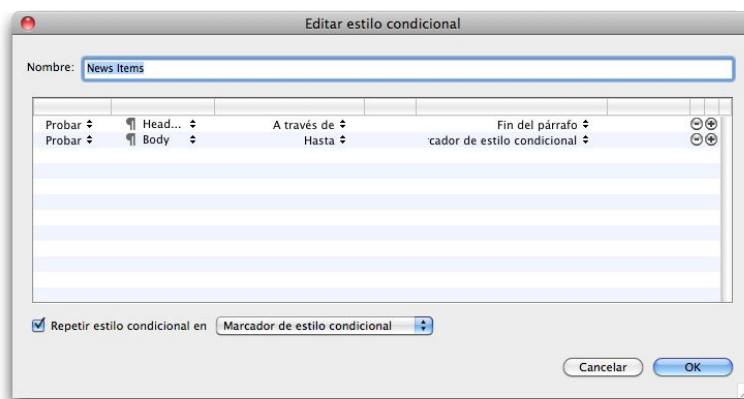 Editar estilo condicional
Nombre: News Items
Probar ¶ Head... A través de Fin del párrafo
Probar ¶ Body Hasta cador de estilo condicional
Repetir estilo condicional en Marcador de estilo condicional
Cancelar OK